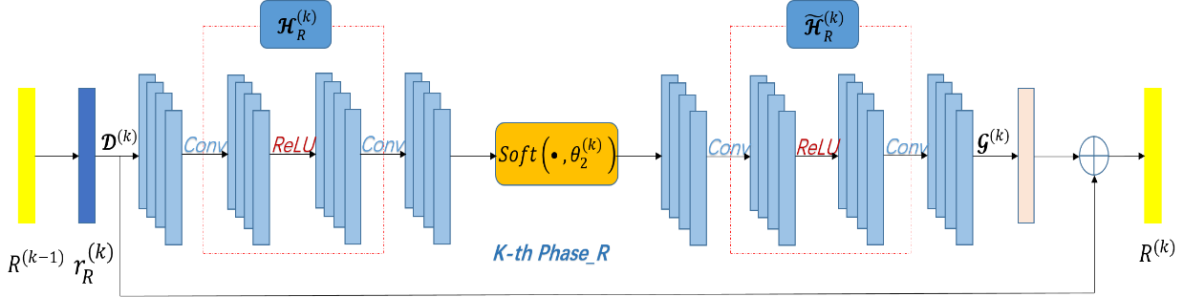 𝓗_R^(k)
𝓗̃_R^(k)
𝓓^(k)
Conv
ReLU
Conv
Soft(•, θ_2^(k))
Conv
ReLU
Conv
𝓖^(k)
R^(k-1)
r_R^(k)
K-th Phase_R
R^(k)